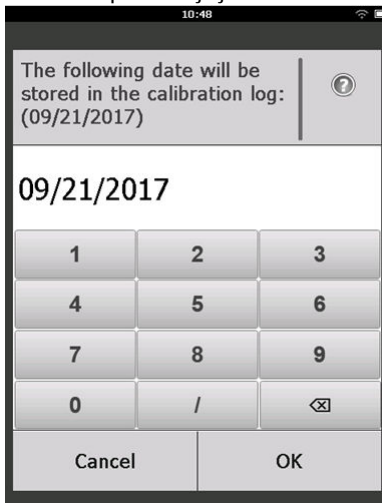 10:48
The following date will be
stored in the calibration log:
(09/21/2017)
?
09/21/2017
1 2 3
4 5 6
7 8 9
0 /
Cancel OK